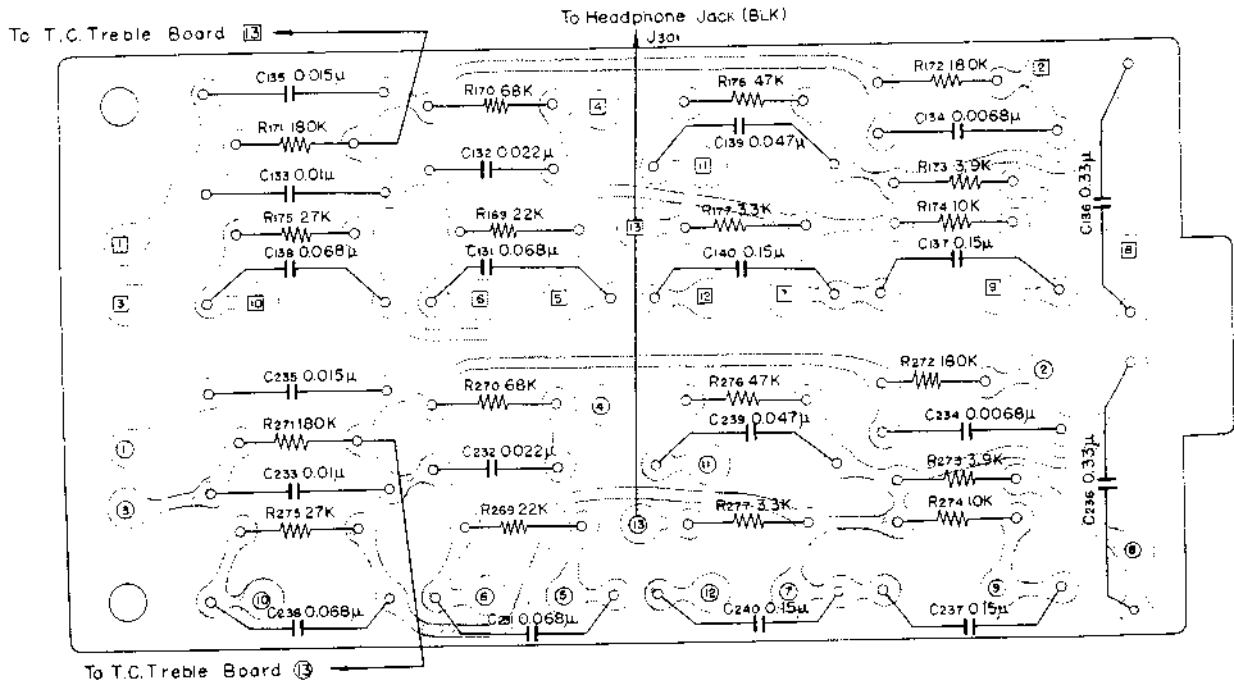 To Headphone Jack (BLK)
To T.C. Treble Board 13
J301
C135 0.015µ
R172 180K
2
R170 68K
R176 47K
4
R171 180K
C134 0.0068µ
C139 0.047µ
C132 0.022µ
11
C133 0.01µ
R173 3.9K
C136 0.33µ
R175 27K
R169 22K
13
R177 3.3K
R174 10K
1
8
C138 0.068µ
C131 0.068µ
C140 0.15µ
C137 0.15µ
3
10
6
5
12
7
9
R272 180K
2
C235 0.015µ
R270 68K
R276 47K
4
C239 0.047µ
C234 0.0068µ
R271 180K
1
C232 0.022µ
11
C233 0.01µ
R273 3.9K
C236 0.33µ
3
R275 27K
R269 22K
13
R277 3.3K
R274 10K
8
10
6
5
12
7
9
C238 0.068µ
C231 0.068µ
C240 0.15µ
C237 0.15µ
To T.C. Treble Board 13